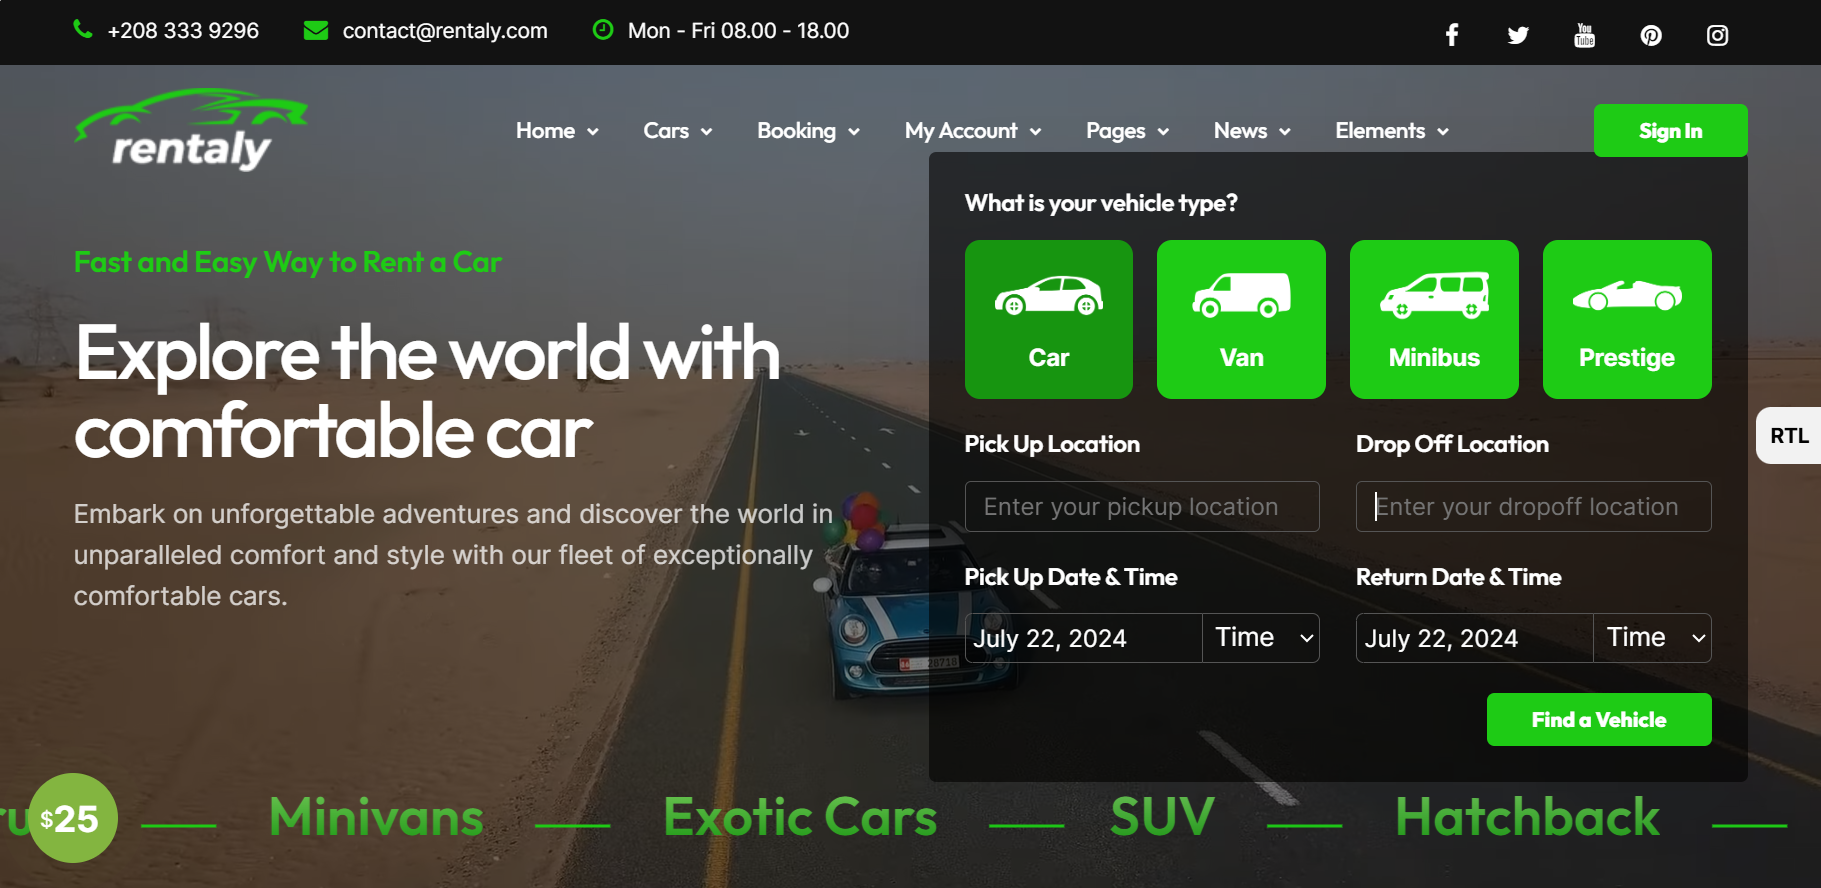 +208 333 9296
contact@rentaly.com
Mon - Fri 08.00 - 18.00
You
Tube
rentaly
Home
Cars
Booking
My Account
Pages
News
Elements
Sign In
What is your vehicle type?
Car
Van
Minibus
Prestige
Fast and Easy Way to Rent a Car
Explore the world with
comfortable car
Embark on unforgettable adventures and discover the world in
unparalleled comfort and style with our fleet of exceptionally
comfortable cars.
Pick Up Location
Drop Off Location
Enter your pickup location
Enter your dropoff location
RTL
Pick Up Date & Time
Return Date & Time
July 22, 2024
Time
July 22, 2024
Time
Find a Vehicle
$25
Minivans
Exotic Cars
SUV
Hatchback